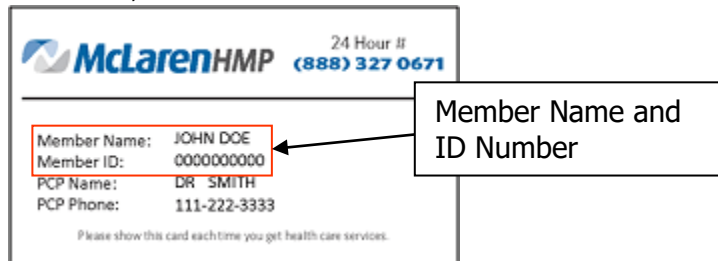 McLarenHMP
24 Hour #
(888) 327 0671
Member Name: JOHN DOE
Member ID: 0000000000
PCP Name: DR SMITH
PCP Phone: 111-222-3333
Please show this card each time you get health care services.
Member Name and
ID Number